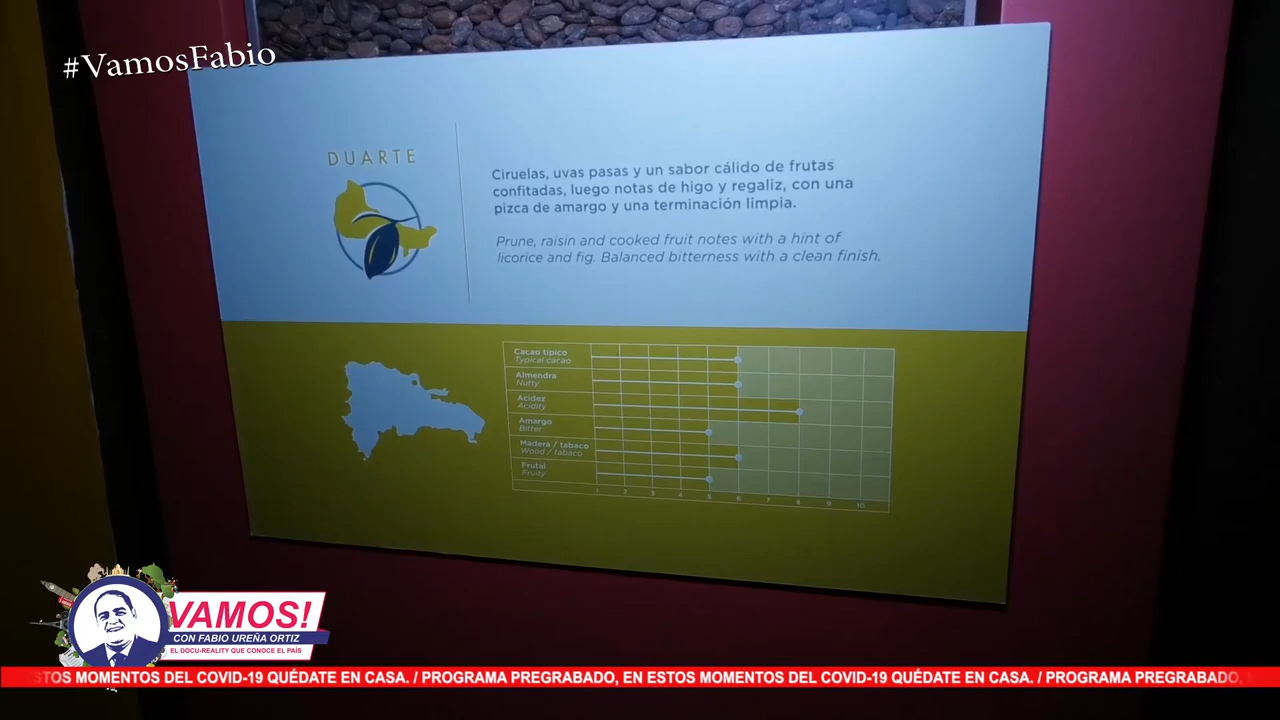 #VamosFabio
DUARTE
Ciruelas, uvas pasas y un sabor cálido de frutas
confitadas, luego notas de higo y regaliz, con una
pizca de amargo y una terminación limpia.
Prune, raisin and cooked fruit notes with a hint of
licorice and fig. Balanced bitterness with a clean finish.
Cacao típico
Typical cacao
Almendra
Nutty
Acidez
Acidity
Amargo
Bitter
Madera / tabaco
Wood / tabaco
Frutal
Fruity
1 2 3 4 5 6 7 8 9 10
VAMOS!
CON FABIO UREÑA ORTIZ
EL DOCU-REALITY QUE CONOCE EL PAÍS
STOS MOMENTOS DEL COVID-19 QUÉDATE EN CASA. / PROGRAMA PREGRABADO, EN ESTOS MOMENTOS DEL COVID-19 QUÉDATE EN CASA. / PROGRAMA PREGRABADO,